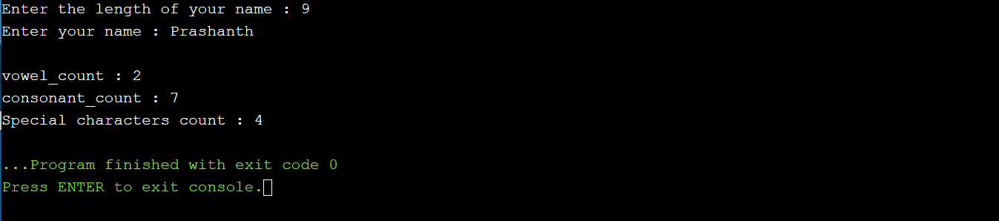 Enter the length of your name : 9
Enter your name : Prashanth
vowel_count : 2
consonant_count : 7
Special characters count : 4
...Program finished with exit code 0
Press ENTER to exit console.